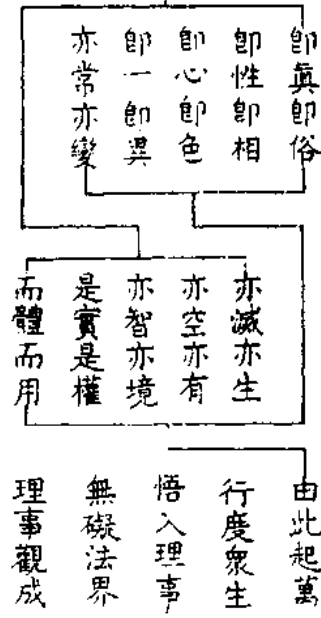 卽眞卽俗
卽性卽相
卽心卽色
卽一卽異
亦常亦變
亦滅亦生
亦空亦有
亦智亦境
是實是權
而體而用
由此起萬
行度衆生
悟入理事
無礙法界
理事觀成